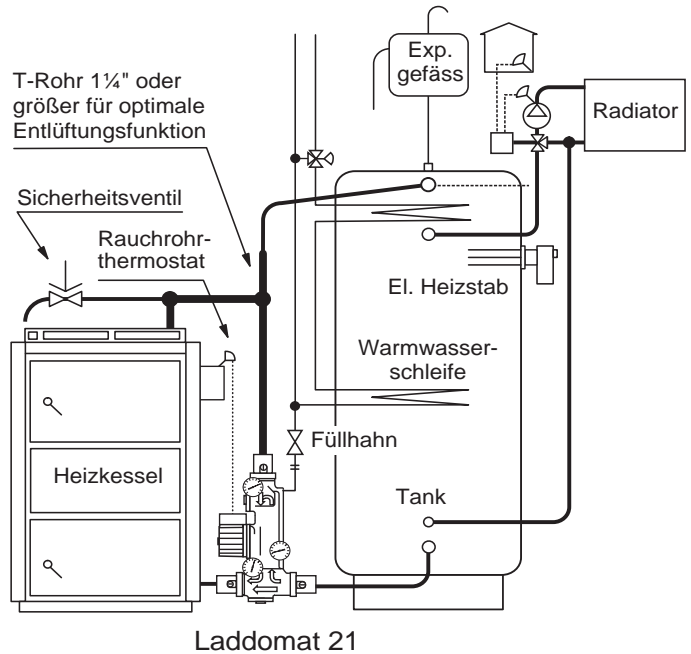 T-Rohr 1¼" oder
größer für optimale
Entlüftungsfunktion
Sicherheitsventil
Rauchrohr-
thermostat
Exp.
gefäss
Radiator
El. Heizstab
Warmwasser-
schleife
Füllhahn
Heizkessel
Tank
Laddomat 21